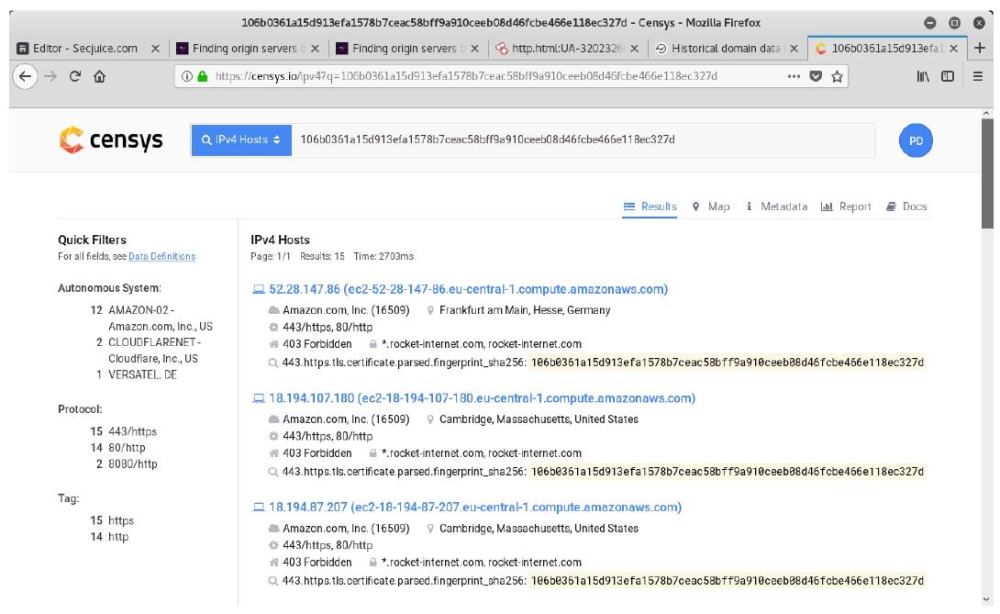 106b0361a15d913efa1578b7ceac58bff9a910ceeb08d46fcbe466e118ec327d - Censys - Mozilla Firefox
Editor - Secjuice.com
Finding origin servers b
Finding origin servers b
http.html:UA-3202326
Historical domain data
106b0361a15d913efa1
https://censys.io/ipv4?q=106b0361a15d913efa1578b7ceac58bff9a910ceeb08d46fcbe466e118ec327d
censys
IPv4 Hosts
106b0361a15d913efa1578b7ceac58bff9a910ceeb08d46fcbe466e118ec327d
PD
Results Map Metadata Report Docs
Quick Filters
For all fields, see Data Definitions
Autonomous System:
12 AMAZON-02 -
Amazon.com, Inc., US
2 CLOUDFLARENET -
Cloudflare, Inc., US
1 VERSATEL, DE
Protocol:
15 443/https
14 80/http
2 8080/http
Tag:
15 https
14 http
IPv4 Hosts
Page: 1/1 Results: 15 Time: 2703ms
52.28.147.86 (ec2-52-28-147-86.eu-central-1.compute.amazonaws.com)
Amazon.com, Inc. (16509) Frankfurt am Main, Hesse, Germany
443/https, 80/http
403 Forbidden *.rocket-internet.com, rocket-internet.com
443.https.tls.certificate.parsed.fingerprint_sha256: 106b0361a15d913efa1578b7ceac58bff9a910ceeb08d46fcbe466e118ec327d
18.194.107.180 (ec2-18-194-107-180.eu-central-1.compute.amazonaws.com)
Amazon.com, Inc. (16509) Cambridge, Massachusetts, United States
443/https, 80/http
403 Forbidden *.rocket-internet.com, rocket-internet.com
443.https.tls.certificate.parsed.fingerprint_sha256: 106b0361a15d913efa1578b7ceac58bff9a910ceeb08d46fcbe466e118ec327d
18.194.87.207 (ec2-18-194-87-207.eu-central-1.compute.amazonaws.com)
Amazon.com, Inc. (16509) Cambridge, Massachusetts, United States
443/https, 80/http
403 Forbidden *.rocket-internet.com, rocket-internet.com
443.https.tls.certificate.parsed.fingerprint_sha256: 106b0361a15d913efa1578b7ceac58bff9a910ceeb08d46fcbe466e118ec327d